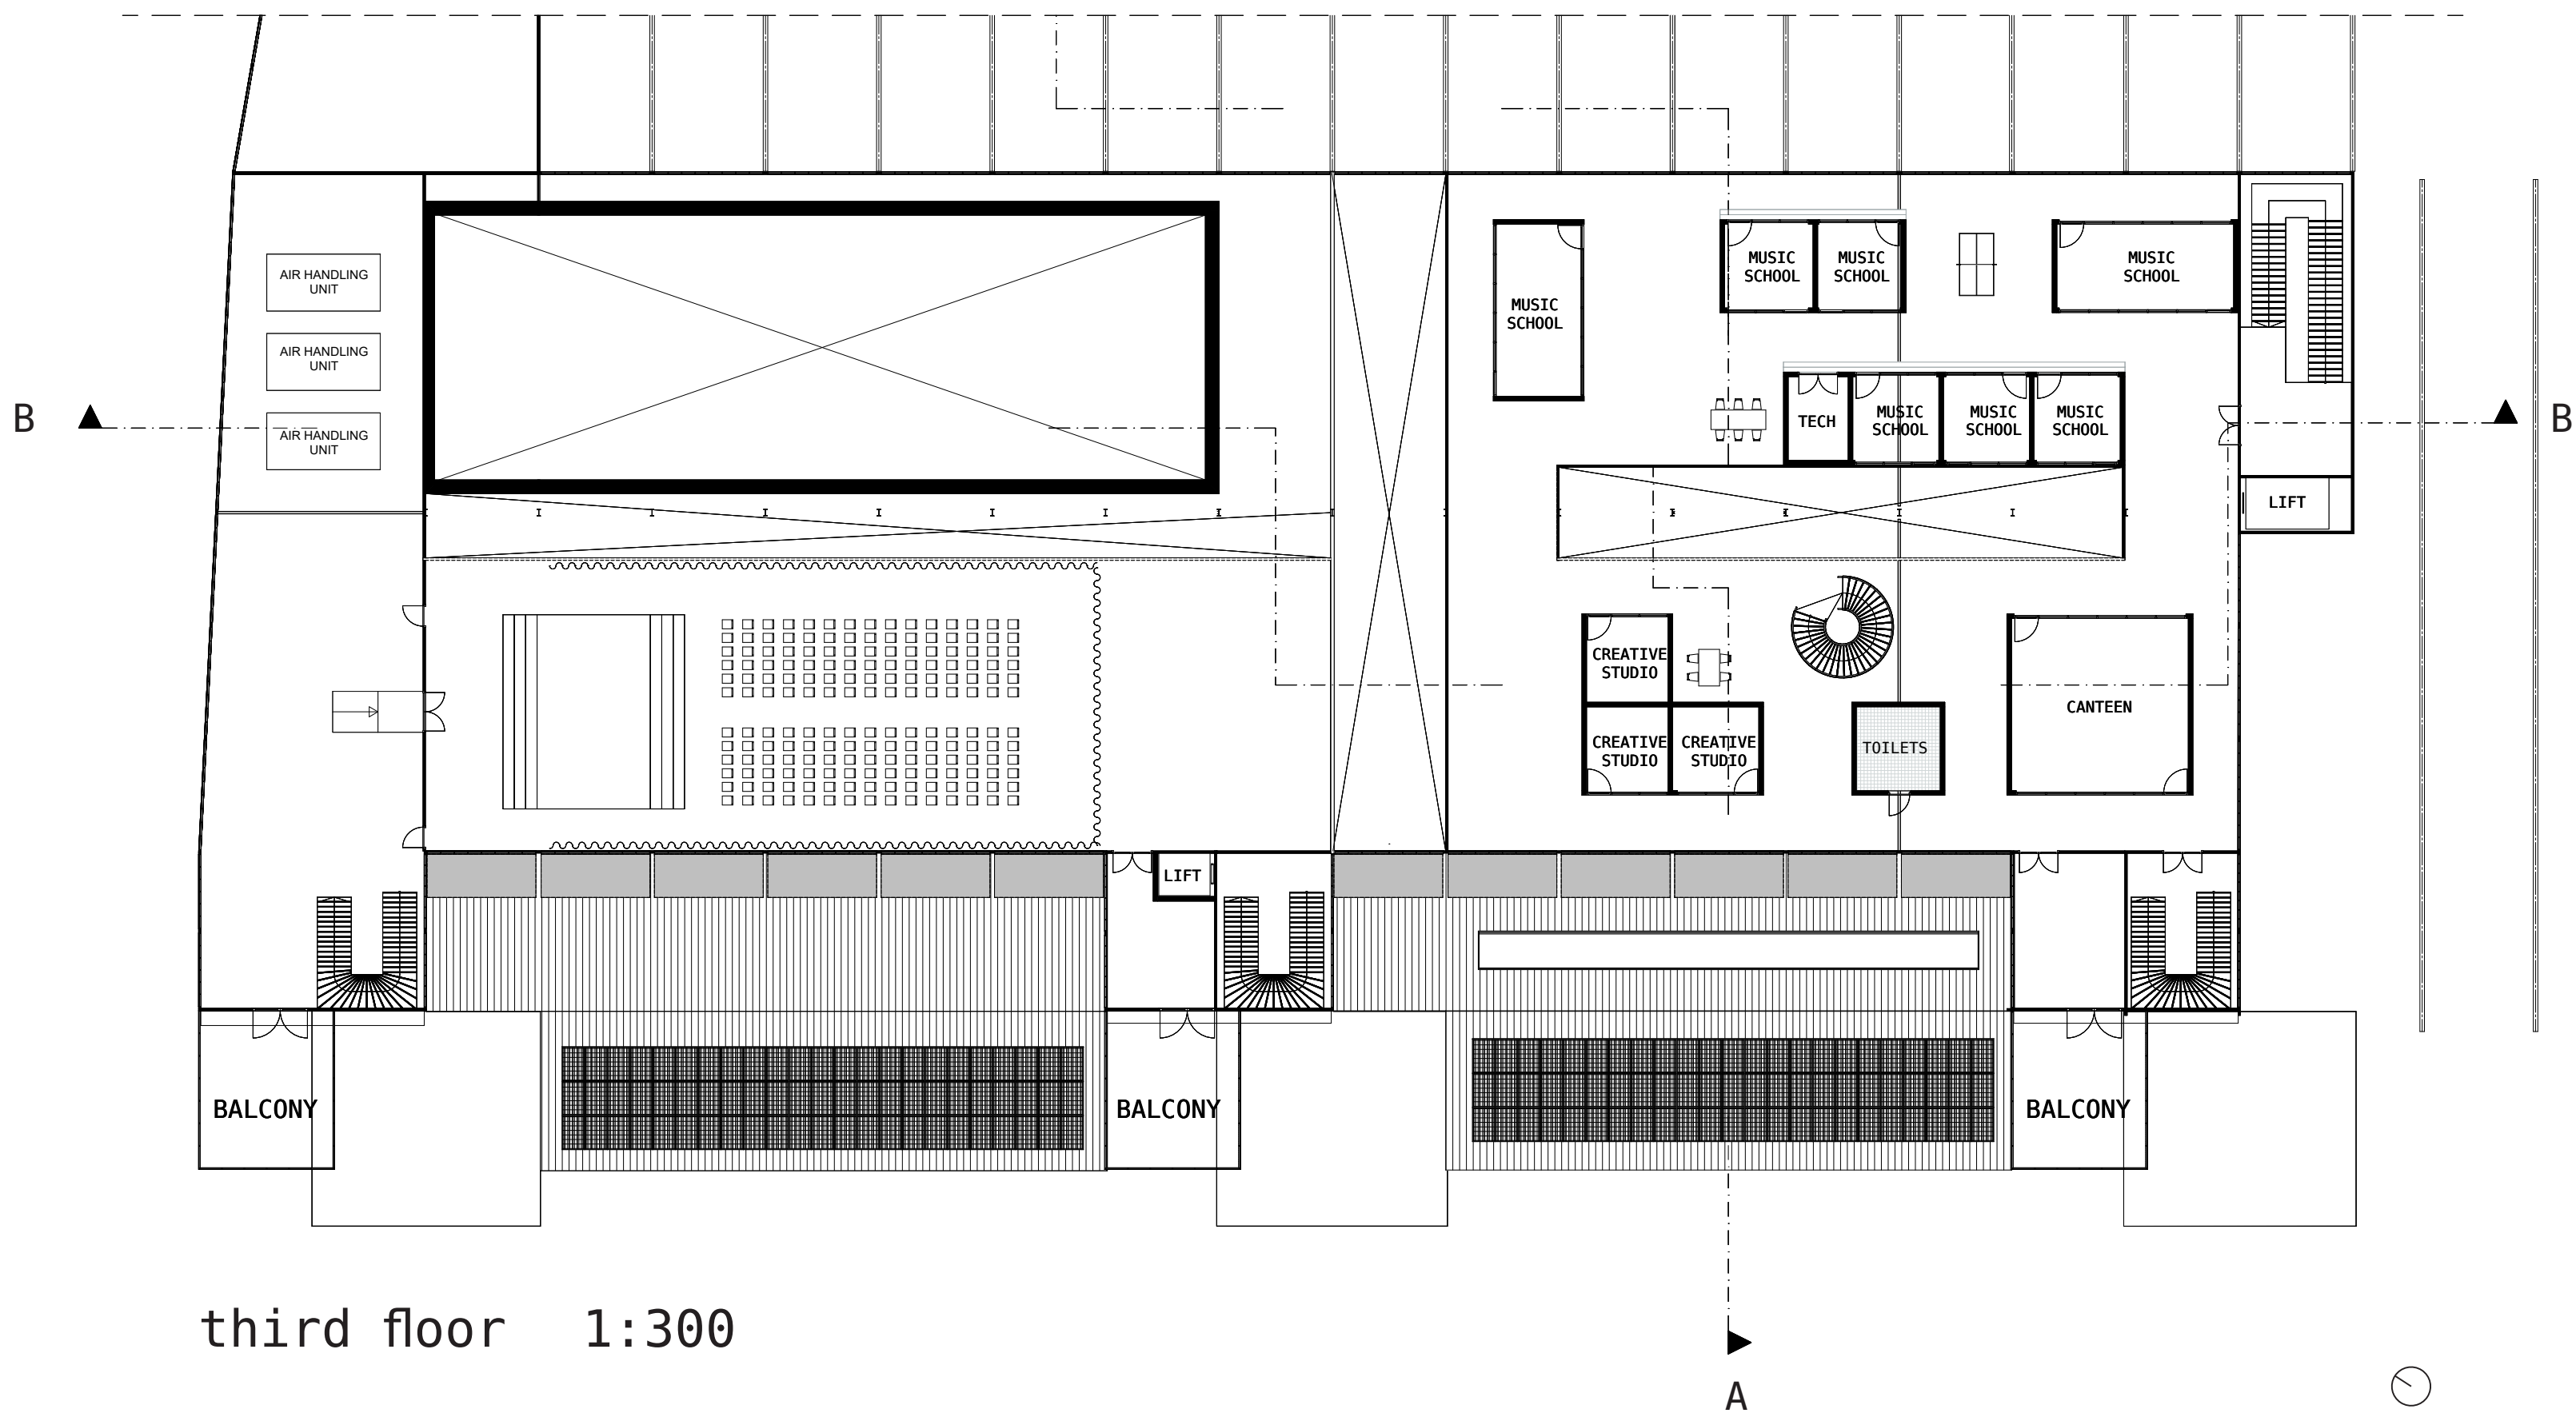 AIR HANDLING
UNIT
AIR HANDLING
UNIT
AIR HANDLING
UNIT
B
MUSIC
SCHOOL
MUSIC
SCHOOL
MUSIC
SCHOOL
MUSIC
SCHOOL
TECH
MUSIC
SCHOOL
MUSIC
SCHOOL
MUSIC
SCHOOL
B
LIFT
CREATIVE
STUDIO
CREATIVE
STUDIO
CREATIVE
STUDIO
TOILETS
CANTEEN
LIFT
BALCONY
BALCONY
BALCONY
third floor 1:300
A